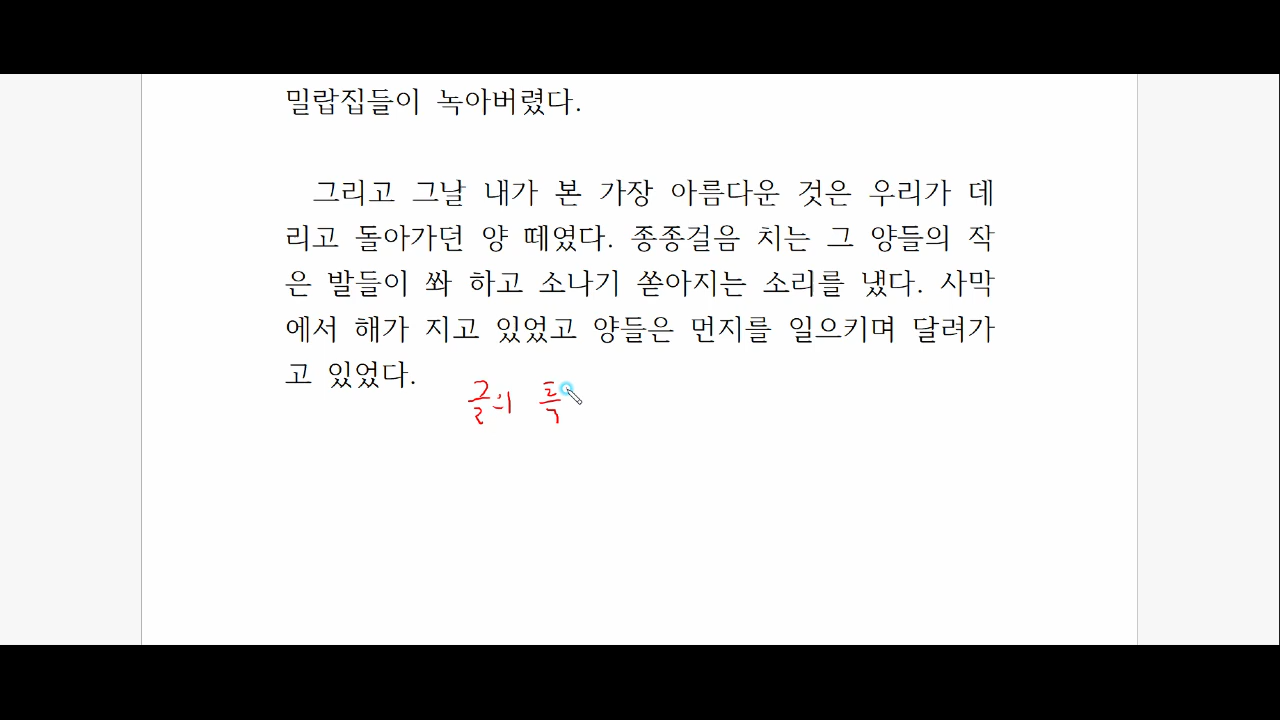 밀랍집들이 녹아버렸다.
그리고 그날 내가 본 가장 아름다운 것은 우리가 데
리고 돌아가던 양 떼였다. 종종걸음 치는 그 양들의 작
은 발들이 쏴 하고 소나기 쏟아지는 소리를 냈다. 사막
에서 해가 지고 있었고 양들은 먼지를 일으키며 달려가
고 있었다.
글의 특